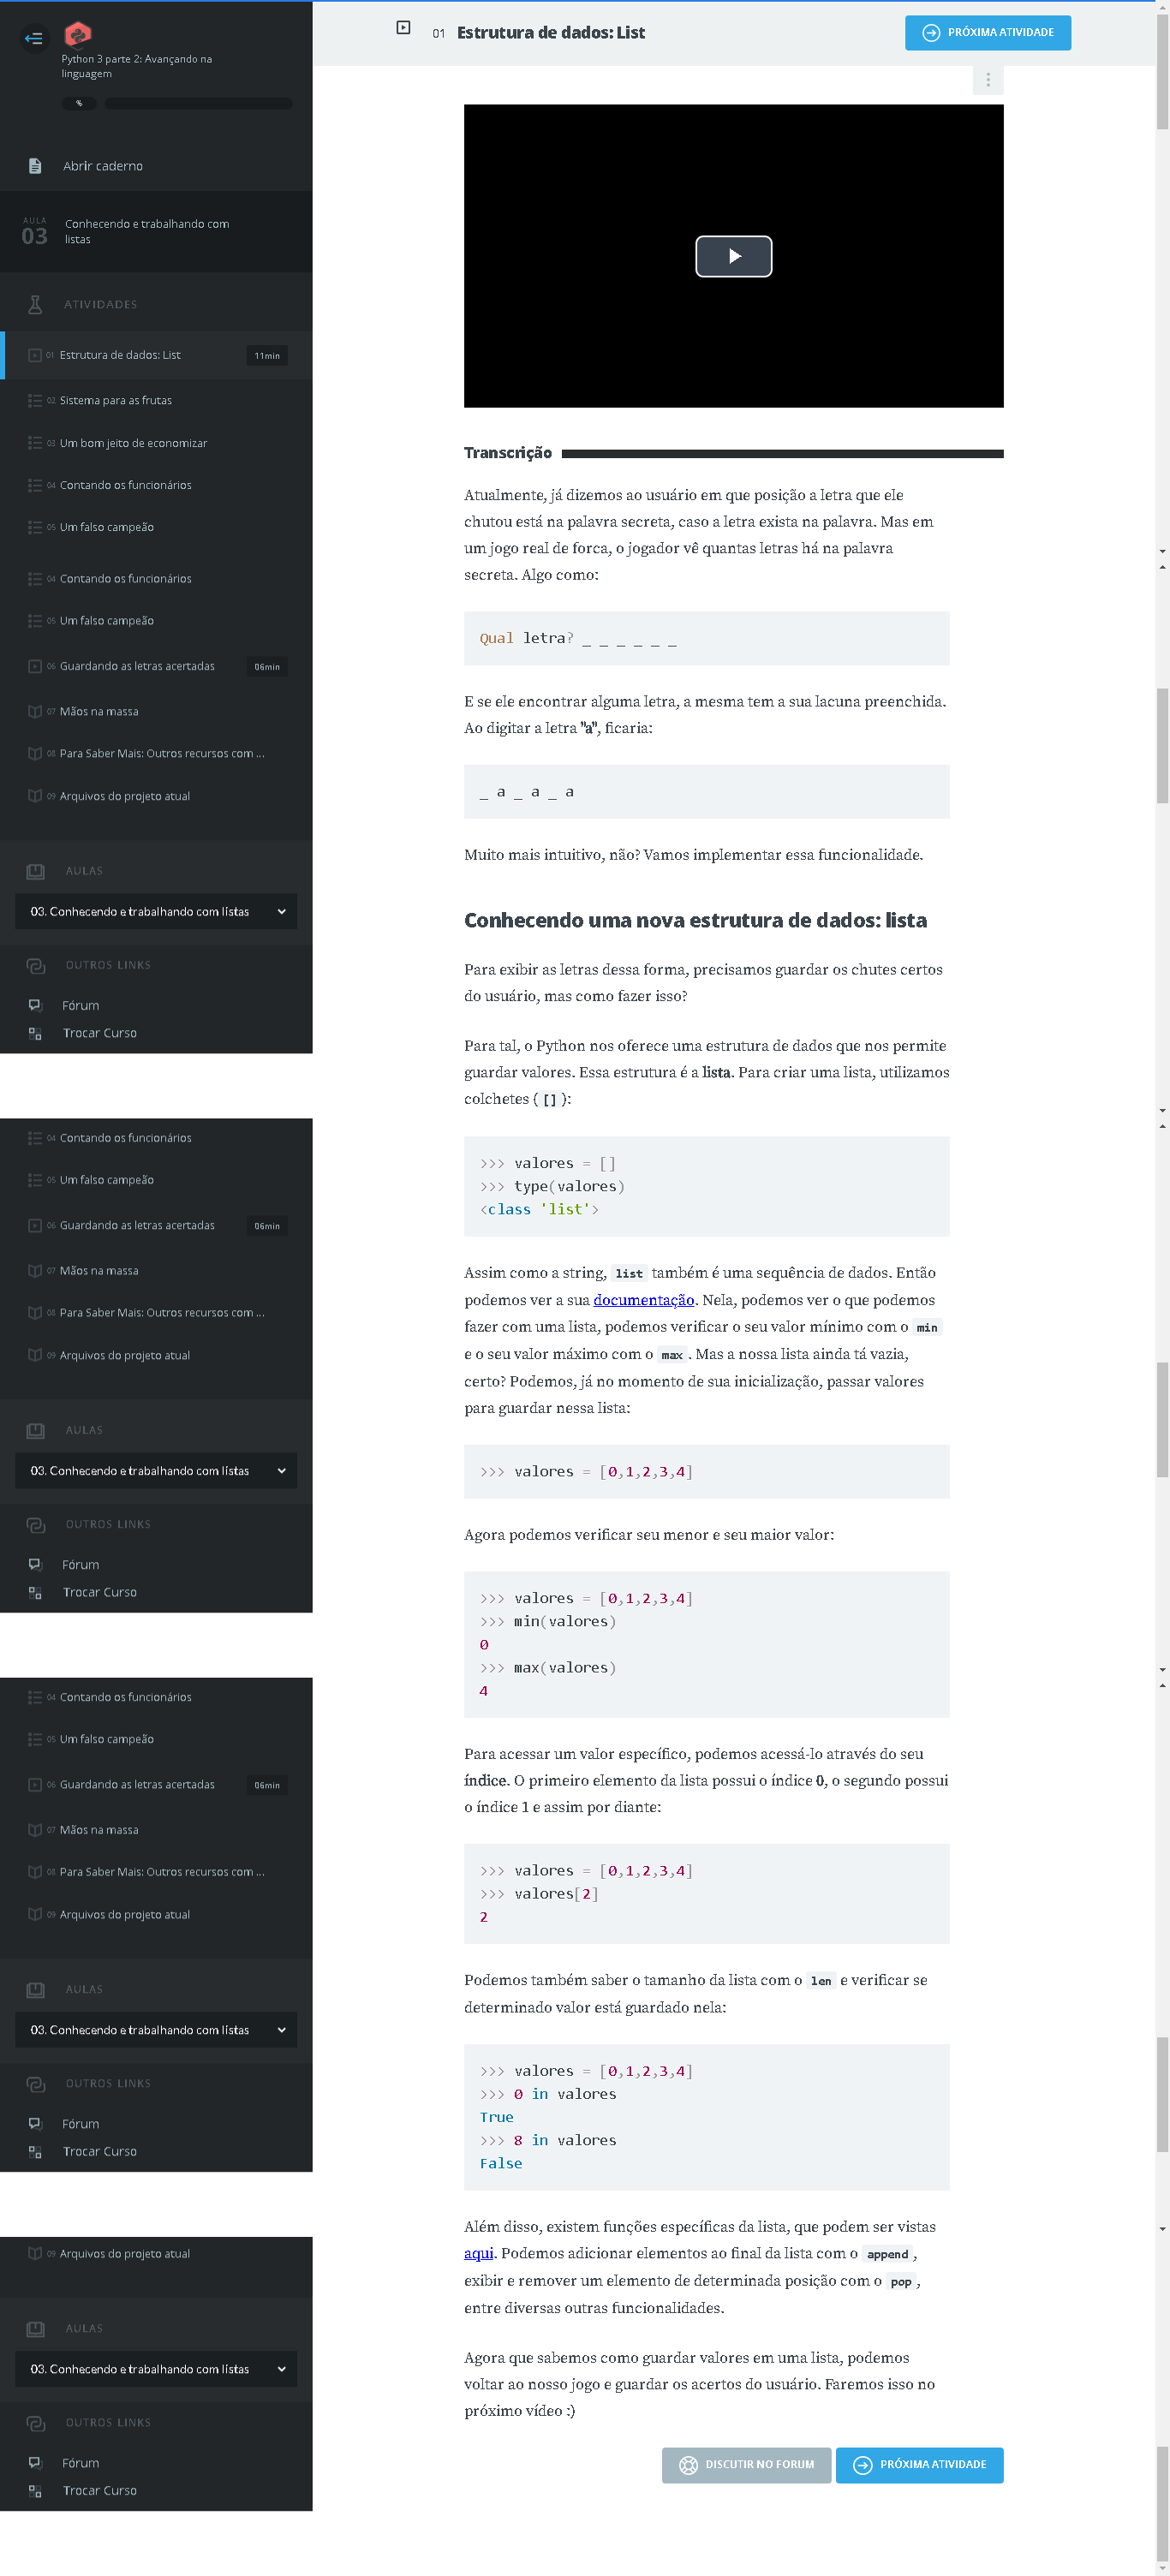 Python 3 parte 2: Avançando na
linguagem
%
Abrir caderno
AULA
03
Conhecendo e trabalhando com
listas
ATIVIDADES
01 Estrutura de dados: List 11min
02 Sistema para as frutas
03 Um bom jeito de economizar
04 Contando os funcionários
05 Um falso campeão
04 Contando os funcionários
05 Um falso campeão
06 Guardando as letras acertadas 06min
07 Mãos na massa
08 Para Saber Mais: Outros recursos com ...
09 Arquivos do projeto atual
AULAS
03. Conhecendo e trabalhando com listas
OUTROS LINKS
Fórum
Trocar Curso
04 Contando os funcionários
05 Um falso campeão
06 Guardando as letras acertadas 06min
07 Mãos na massa
08 Para Saber Mais: Outros recursos com ...
09 Arquivos do projeto atual
AULAS
03. Conhecendo e trabalhando com listas
OUTROS LINKS
Fórum
Trocar Curso
04 Contando os funcionários
05 Um falso campeão
06 Guardando as letras acertadas 06min
07 Mãos na massa
08 Para Saber Mais: Outros recursos com ...
09 Arquivos do projeto atual
AULAS
03. Conhecendo e trabalhando com listas
OUTROS LINKS
Fórum
Trocar Curso
09 Arquivos do projeto atual
AULAS
03. Conhecendo e trabalhando com listas
OUTROS LINKS
Fórum
Trocar Curso
01 Estrutura de dados: List
PRÓXIMA ATIVIDADE
Transcrição
Atualmente, já dizemos ao usuário em que posição a letra que ele
chutou está na palavra secreta, caso a letra exista na palavra. Mas em
um jogo real de forca, o jogador vê quantas letras há na palavra
secreta. Algo como:
Qual letra? _ _ _ _ _ _
E se ele encontrar alguma letra, a mesma tem a sua lacuna preenchida.
Ao digitar a letra "a", ficaria:
_ a _ a _ a
Muito mais intuitivo, não? Vamos implementar essa funcionalidade.
Conhecendo uma nova estrutura de dados: lista
Para exibir as letras dessa forma, precisamos guardar os chutes certos
do usuário, mas como fazer isso?
Para tal, o Python nos oferece uma estrutura de dados que nos permite
guardar valores. Essa estrutura é a lista. Para criar uma lista, utilizamos
colchetes ( [] ):
>>> valores = []
>>> type(valores)
<class 'list'>
Assim como a string, list também é uma sequência de dados. Então
podemos ver a sua documentação. Nela, podemos ver o que podemos
fazer com uma lista, podemos verificar o seu valor mínimo com o min
e o seu valor máximo com o max . Mas a nossa lista ainda tá vazia,
certo? Podemos, já no momento de sua inicialização, passar valores
para guardar nessa lista:
>>> valores = [0,1,2,3,4]
Agora podemos verificar seu menor e seu maior valor:
>>> valores = [0,1,2,3,4]
>>> min(valores)
0
>>> max(valores)
4
Para acessar um valor específico, podemos acessá-lo através do seu
índice. O primeiro elemento da lista possui o índice 0, o segundo possui
o índice 1 e assim por diante:
>>> valores = [0,1,2,3,4]
>>> valores[2]
2
Podemos também saber o tamanho da lista com o len e verificar se
determinado valor está guardado nela:
>>> valores = [0,1,2,3,4]
>>> 0 in valores
True
>>> 8 in valores
False
Além disso, existem funções específicas da lista, que podem ser vistas
aqui. Podemos adicionar elementos ao final da lista com o append ,
exibir e remover um elemento de determinada posição com o pop ,
entre diversas outras funcionalidades.
Agora que sabemos como guardar valores em uma lista, podemos
voltar ao nosso jogo e guardar os acertos do usuário. Faremos isso no
próximo vídeo :)
DISCUTIR NO FORUM
PRÓXIMA ATIVIDADE